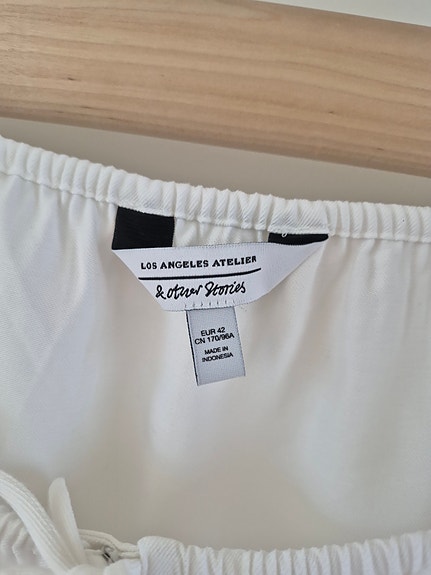 LOS ANGELES ATELIER
& other Stories
EUR 42
CN 170/96A
MADE IN
INDONESIA